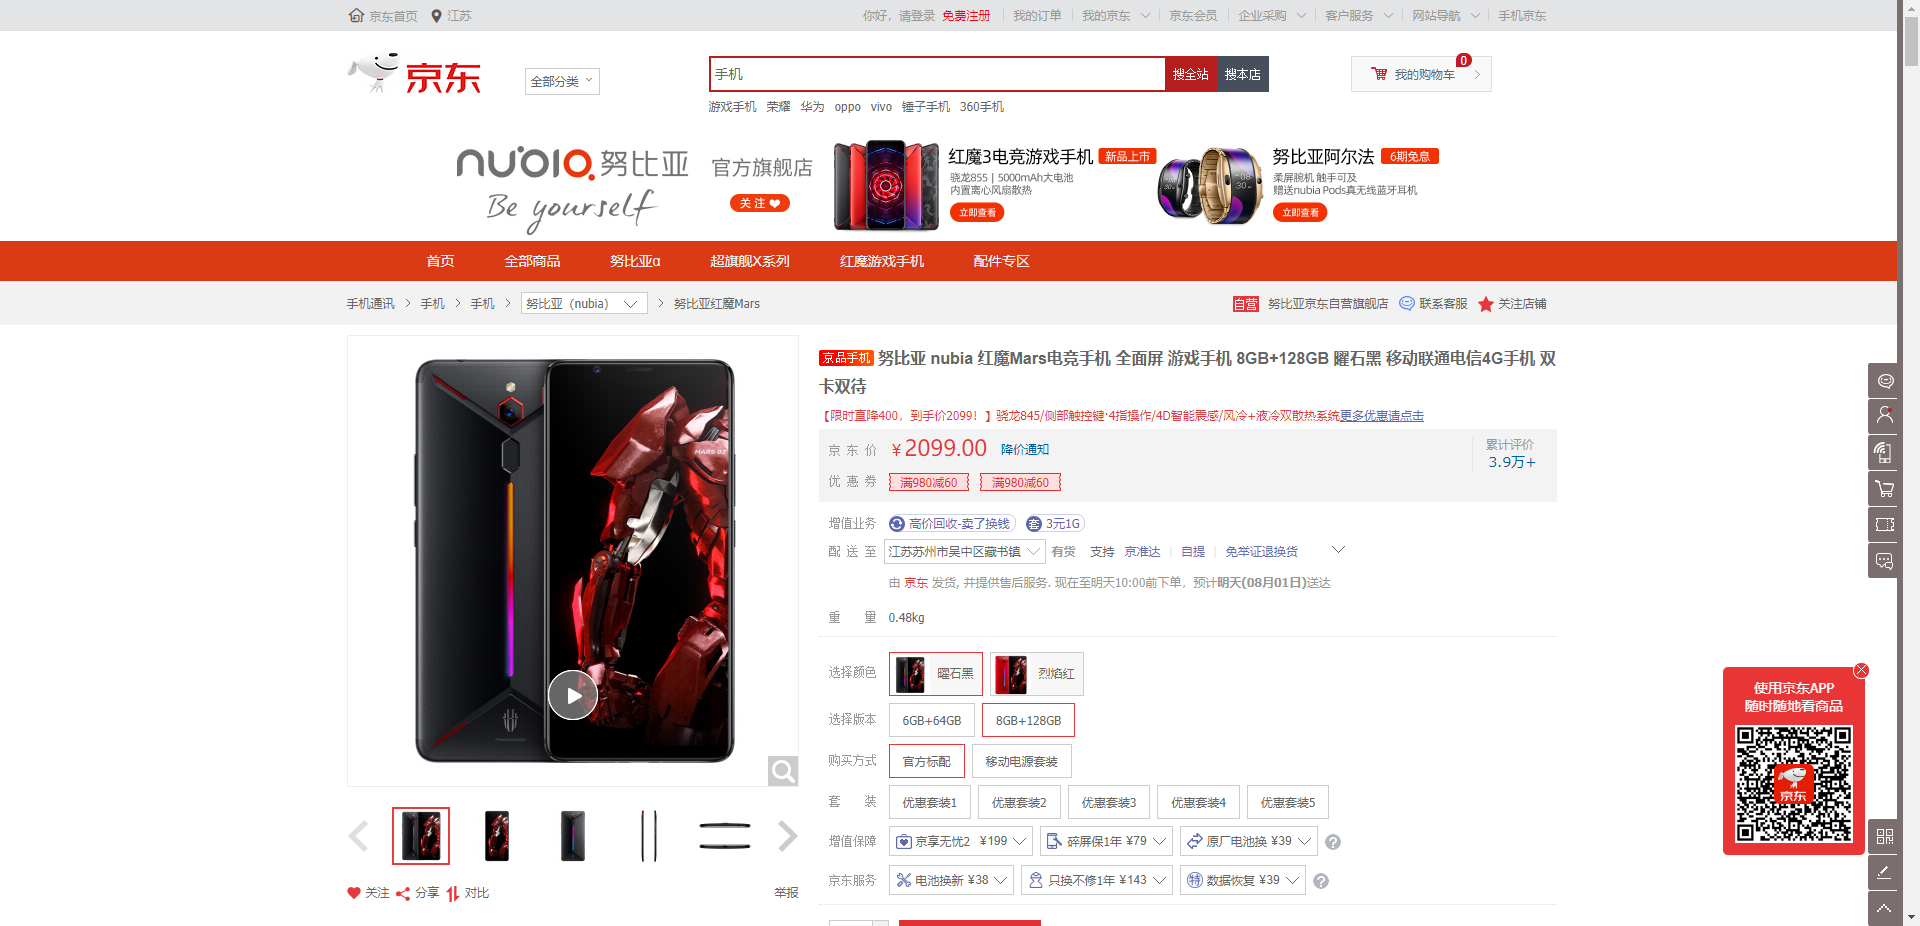 京东首页 江苏 你好，请登录 免费注册 我的订单 我的京东 京东会员 企业采购 客户服务 网站导航 手机京东
京东 全部分类 手机 搜全站 搜本店 我的购物车 0
游戏手机 荣耀 华为 oppo vivo 锤子手机 360手机
nubia 努比亚 官方旗舰店
Be yourself
关注
红魔3电竞游戏手机 新品上市
骁龙855 | 5000mAh大电池
内置离心风扇散热
立即查看
努比亚阿尔法 6期免息
柔屏腕机 触手可及
赠送nubia Pods真无线蓝牙耳机
立即查看
首页 全部商品 努比亚α 超旗舰X系列 红魔游戏手机 配件专区
手机通讯 > 手机 > 手机 > 努比亚（nubia） > 努比亚红魔Mars 自营 努比亚京东自营旗舰店 联系客服 关注店铺
MARS 02
京品手机 努比亚 nubia 红魔Mars电竞手机 全面屏 游戏手机 8GB+128GB 曜石黑 移动联通电信4G手机 双
卡双待
【限时直降400，到手价2099！】骁龙845/侧部触控键·4指操作/4D智能震感/风冷+液冷双散热系统更多优惠请点击
京东价 ￥2099.00 降价通知 累计评价
3.9万+
优惠券 满980减60 满980减60
增值业务 高价回收-卖了换钱 套 3元1G
配送至 江苏苏州市吴中区藏书镇 有货 支持 京准达 | 自提 | 免举证退换货
由 京东 发货, 并提供售后服务. 现在至明天10:00前下单，预计明天(08月01日)送达
重量 0.48kg
选择颜色 曜石黑 烈焰红
选择版本 6GB+64GB 8GB+128GB
购买方式 官方标配 移动电源套装
套装 优惠套装1 优惠套装2 优惠套装3 优惠套装4 优惠套装5
增值保障 京享无忧2 ¥199 碎屏保1年 ¥79 原厂电池换 ¥39 ?
京东服务 电池换新 ¥38 只换不修1年 ¥143 特 数据恢复 ¥39 ?
关注 分享 对比 举报
使用京东APP
随时随地看商品
京东